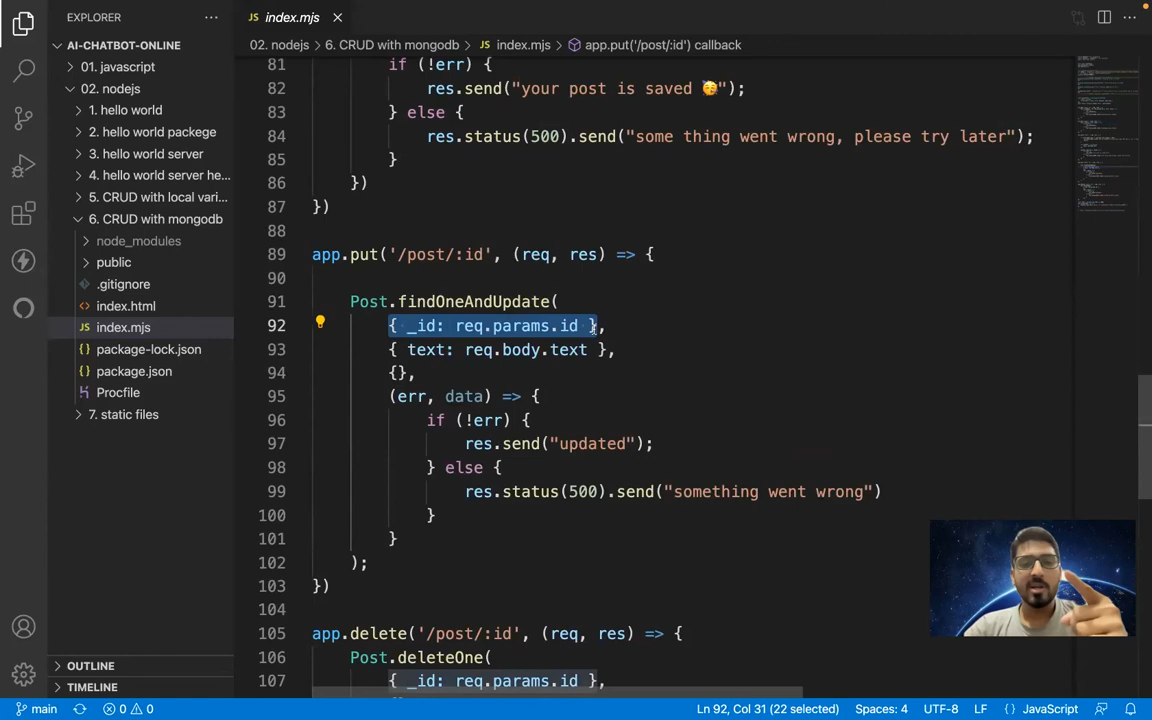 EXPLORER
index.mjs
AI-CHATBOT-ONLINE
02. nodejs
6. CRUD with mongodb
index.mjs
app.put('/post/:id') callback
01. javascript
02. nodejs
1. hello world
2. hello world packege
3. hello world server
4. hello world server he...
5. CRUD with local vari...
6. CRUD with mongodb
node_modules
public
.gitignore
index.html
index.mjs
package-lock.json
package.json
Procfile
7. static files
OUTLINE
TIMELINE
81 if (!err) {
82 res.send("your post is saved 🥳");
83 } else {
84 res.status(500).send("some thing went wrong, please try later");
85 }
86 })
87 })
88
89 app.put('/post/:id', (req, res) => {
90
91 Post.findOneAndUpdate(
92 { _id: req.params.id },
93 { text: req.body.text },
94 {},
95 (err, data) => {
96 if (!err) {
97 res.send("updated");
98 } else {
99 res.status(500).send("something went wrong")
100 }
101 }
102 );
103 })
104
105 app.delete('/post/:id', (req, res) => {
106 Post.deleteOne(
107 { _id: req.params.id },
main
0 0
Ln 92, Col 31 (22 selected)
Spaces: 4
UTF-8
LF
{} JavaScript